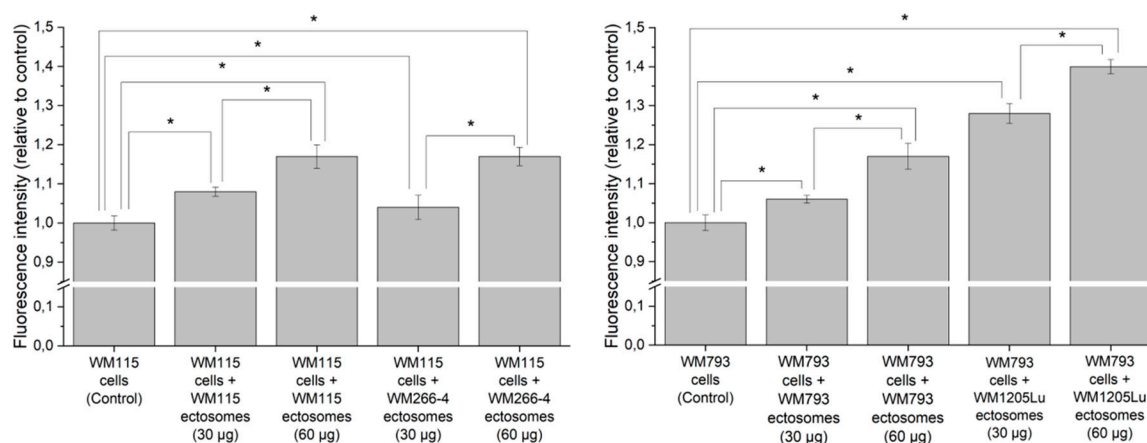 Fluorescence intensity (relative to control)
1,5
1,4
1,3
1,2
1,1
1,0
0,9
0,1
0,0
*
*
*
*
*
*
WM115
cells
(Control)
WM115
cells +
WM115
ectosomes
(30 µg)
WM115
cells +
WM115
ectosomes
(60 µg)
WM115
cells +
WM266-4
ectosomes
(30 µg)
WM115
cells +
WM266-4
ectosomes
(60 µg)
Fluorescence intensity (relative to control)
1,5
1,4
1,3
1,2
1,1
1,0
0,9
0,1
0,0
*
*
*
*
*
*
WM793
cells
(Control)
WM793
cells +
WM793
ectosomes
(30 µg)
WM793
cells +
WM793
ectosomes
(60 µg)
WM793
cells +
WM1205Lu
ectosomes
(30 µg)
WM793
cells +
WM1205Lu
ectosomes
(60 µg)